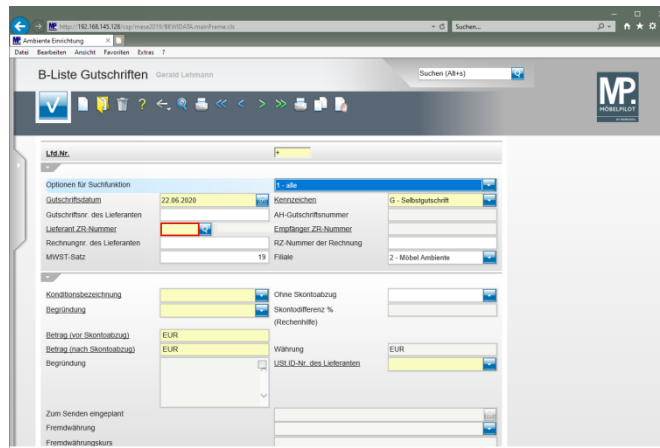 http://192.168.145.128/csp/mese2019/BEWIDATA.mainFrame.cls
Suchen...
Ambiente Einrichtung
Datei Bearbeiten Ansicht Favoriten Extras ?
B-Liste Gutschriften Gerald Lehmann
Suchen (Alt+s)
MP.
MÖBELPILOT
Lfd.Nr. +
Optionen für Suchfunktion 1 - alle
Gutschriftsdatum 22.06.2020 Kennzeichen G - Selbstgutschrift
Gutschriftsnr. des Lieferanten AH-Gutschriftsnummer
Lieferant ZR-Nummer Empfänger ZR-Nummer
Rechnungnr. des Lieferanten RZ-Nummer der Rechnung
MWST-Satz 19 Filiale 2 - Möbel Ambiente
Konditionsbezeichnung Ohne Skontoabzug
Begründung Skontodifferenz %
(Rechenhilfe)
Betrag (vor Skontoabzug) EUR
Betrag (nach Skontoabzug) EUR Währung EUR
Begründung USt.ID-Nr. des Lieferanten
Zum Senden eingeplant
Fremdwährung
Fremdwährungskurs